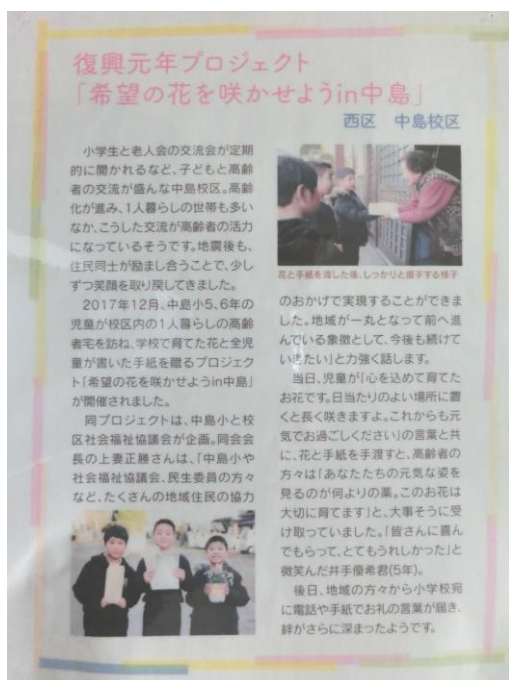 復興元年プロジェクト
「希望の花を咲かせようin中島」
西区　中島校区
小学生と老人会の交流会が定期
的に開かれるなど、子どもと高齢
者の交流が盛んな中島校区。高齢
化が進み、1人暮らしの世帯も多い
なか、こうした交流が高齢者の活力
になっているそうです。地震後も、
住民同士が励まし合うことで、少し
ずつ笑顔を取り戻してきました。
2017年12月、中島小5、6年の
児童が校区内の1人暮らしの高齢
者宅を訪ね、学校で育てた花と全児
童が書いた手紙を贈るプロジェク
ト「希望の花を咲かせようin中島」
が開催されました。
同プロジェクトは、中島小と校
区社会福祉協議会が企画。同会会
長の上妻正勝さんは、「中島小や
社会福祉協議会、民生委員の方々
など、たくさんの地域住民の協力
花と手紙を渡した後、しっかりと握手する様子
のおかげで実現することができま
した。地域が一丸となって前へ進
んでいる象徴として、今後も続けて
いきたい」と力強く話します。
当日、児童が「心を込めて育てた
お花です。日当たりのよい場所に置
くと長く咲きますよ。これからも元
気でお過ごしください」の言葉と共
に、花と手紙を手渡すと、高齢者の
方々は「あなたたちの元気な姿を
見るのが何よりの薬。このお花は
大切に育てます」と、大事そうに受
け取っていました。「皆さんに喜ん
でもらって、とてもうれしかった」と
微笑んだ井手優希君(5年)。
後日、地域の方々から小学校宛
に電話や手紙でお礼の言葉が届き、
絆がさらに深まったようです。